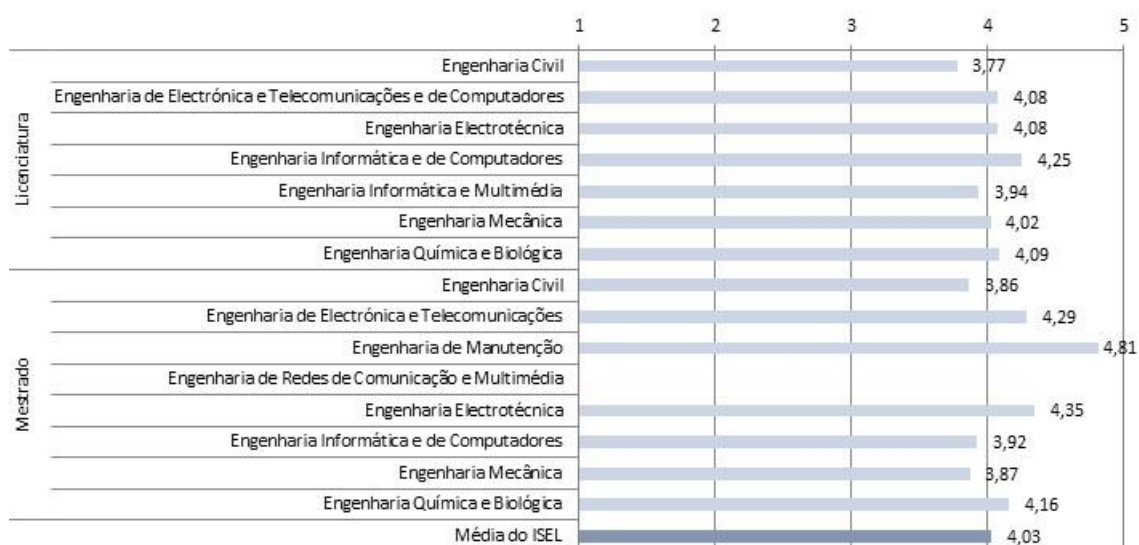 1 2 3 4 5
Licenciatura
Engenharia Civil 3,77
Engenharia de Electrónica e Telecomunicações e de Computadores 4,08
Engenharia Electrotécnica 4,08
Engenharia Informática e de Computadores 4,25
Engenharia Informática e Multimédia 3,94
Engenharia Mecânica 4,02
Engenharia Química e Biológica 4,09
Mestrado
Engenharia Civil 3,86
Engenharia de Electrónica e Telecomunicações 4,29
Engenharia de Manutenção 4,81
Engenharia de Redes de Comunicação e Multimédia
Engenharia Electrotécnica 4,35
Engenharia Informática e de Computadores 3,92
Engenharia Mecânica 3,87
Engenharia Química e Biológica 4,16
Média do ISEL 4,03